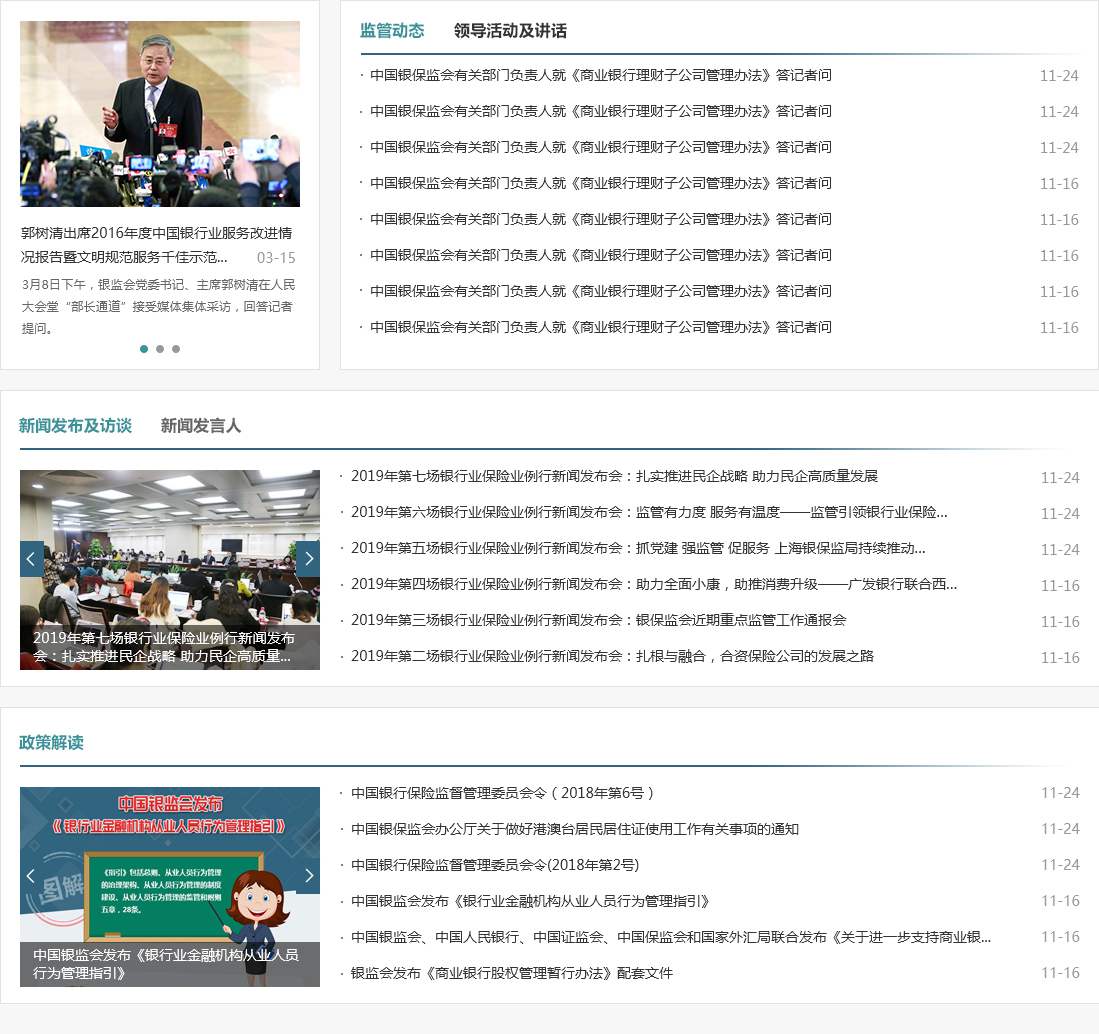 郭树清出席2016年度中国银行业服务改进情
况报告暨文明规范服务千佳示范... 03-15
3月8日下午，银监会党委书记、主席郭树清在人民
大会堂“部长通道”接受媒体集体采访，回答记者
提问。
监管动态 领导活动及讲话
· 中国银保监会有关部门负责人就《商业银行理财子公司管理办法》答记者问 11-24
· 中国银保监会有关部门负责人就《商业银行理财子公司管理办法》答记者问 11-24
· 中国银保监会有关部门负责人就《商业银行理财子公司管理办法》答记者问 11-24
· 中国银保监会有关部门负责人就《商业银行理财子公司管理办法》答记者问 11-16
· 中国银保监会有关部门负责人就《商业银行理财子公司管理办法》答记者问 11-16
· 中国银保监会有关部门负责人就《商业银行理财子公司管理办法》答记者问 11-16
· 中国银保监会有关部门负责人就《商业银行理财子公司管理办法》答记者问 11-16
· 中国银保监会有关部门负责人就《商业银行理财子公司管理办法》答记者问 11-16
新闻发布及访谈 新闻发言人
2019年第七场银行业保险业例行新闻发布
会：扎实推进民企战略 助力民企高质量...
· 2019年第七场银行业保险业例行新闻发布会：扎实推进民企战略 助力民企高质量发展 11-24
· 2019年第六场银行业保险业例行新闻发布会：监管有力度 服务有温度——监管引领银行业保险... 11-24
· 2019年第五场银行业保险业例行新闻发布会：抓党建 强监管 促服务 上海银保监局持续推动... 11-24
· 2019年第四场银行业保险业例行新闻发布会：助力全面小康，助推消费升级——广发银行联合西... 11-16
· 2019年第三场银行业保险业例行新闻发布会：银保监会近期重点监管工作通报会 11-16
· 2019年第二场银行业保险业例行新闻发布会：扎根与融合，合资保险公司的发展之路 11-16
政策解读
中国银监会发布
《银行业金融机构从业人员行为管理指引》
图解
《指引》包括总则、从业人员行为管理
的治理架构、从业人员行为管理的制度
建设、从业人员行为管理的监管和附则
五章，28条。
中国银监会发布《银行业金融机构从业人员
行为管理指引》
· 中国银行保险监督管理委员会令（2018年第6号） 11-24
· 中国银保监会办公厅关于做好港澳台居民居住证使用工作有关事项的通知 11-24
· 中国银行保险监督管理委员会令(2018年第2号) 11-24
· 中国银监会发布《银行业金融机构从业人员行为管理指引》 11-16
· 中国银监会、中国人民银行、中国证监会、中国保监会和国家外汇局联合发布《关于进一步支持商业银... 11-16
· 银监会发布《商业银行股权管理暂行办法》配套文件 11-16